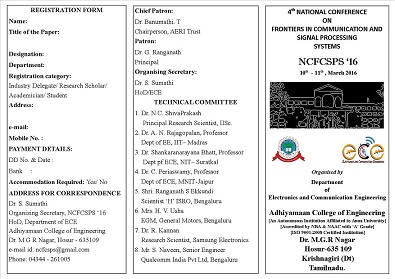 REGISTRATION FORM
Name:
Title of the Paper:
Designation:
Department:
Registration category:
Industry Delegate/ Research Scholar/
Academician/ Student
Address:
e-mail:
Mobile No. :
PAYMENT DETAILS:
DD No. & Date :
Bank :
Accommodation Required: Yes/ No
ADDRESS FOR CORRESPONDENCE
Dr. S. Sumathi
Organizing Secretary, NCFCSPS '16
HoD, Department of ECE
Adhiyamaan College of Engineering
Dr. M G R Nagar, Hosur - 635109
e-mail id: ncfcsps@gmail.com
Phone: 04344 - 261005
Chief Patron:
Dr. Banumathi. T
Chairperson, AERI Trust
Patron:
Dr. G. Ranganath
Principal
Organising Secretary:
Dr. S. Sumathi
HoD/ECE
TECHNICAL COMMITTEE
1. Dr. N.C. ShivaPrakash
Principal Research Scientist, IISc.
2. Dr. A. N. Rajagopalan, Professor
Dept of EE, IIT- Madras
3. Dr. Shankaranarayana Bhatt, Professor
Dept pf ECE, NIT- Suratkal
4. Dr. C. Periaswamy, Professor
Dept of ECE, MNIT-Jaipur
5. Shri. Ranganath S Ekundi
Scientist 'H' ISRO, Bengaluru
6. Mrs. H. V. Usha
EGM, General Motors, Bengaluru
7. Dr. R. Kannan
Research Scientist, Samsung Electronics
8. Mr. S. Naveen, Senior Engineer
Qualcomm India Pvt Ltd, Bengaluru
4th NATIONAL CONFERENCE
ON
FRONTIERS IN COMMUNICATION AND
SIGNAL PROCESSING
SYSTEMS
NCFCSPS '16
10th - 11th , March 2016
ece
Organised by
Department
of
Electronics and Communication Engineering
Adhiyamaan College of Engineering
[An Autonomous Institution Affiliated to Anna University]
[Accredited by NBA & NAAC with 'A' Grade]
[ISO 9001:2008 Certified Institution]
Dr. M.G.R Nagar
Hosur-635 109
Krishnagiri (Dt)
Tamilnadu.